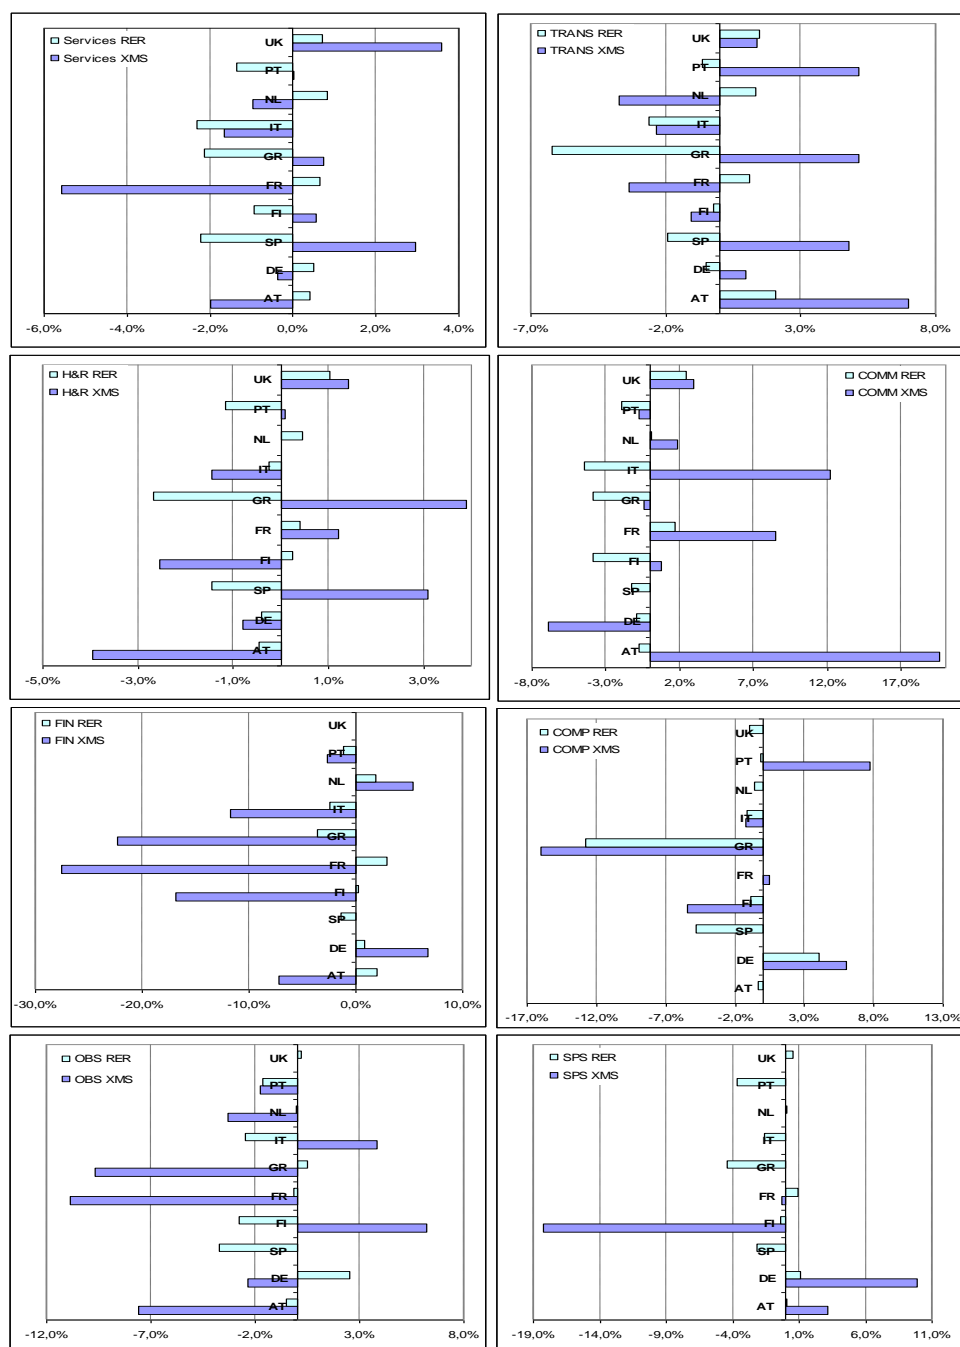 Services RER
Services XMS
UK
PT
NL
IT
GR
FR
FI
SP
DE
AT
-6,0%
-4,0%
-2,0%
0,0%
2,0%
4,0%
TRANS RER
TRANS XMS
UK
PT
NL
IT
GR
FR
FI
SP
DE
AT
-7,0%
-2,0%
3,0%
8,0%
H&R RER
H&R XMS
UK
PT
NL
IT
GR
FR
FI
SP
DE
AT
-5,0%
-3,0%
-1,0%
1,0%
3,0%
COMM RER
COMM XMS
UK
PT
NL
IT
GR
FR
FI
SP
DE
AT
-8,0%
-3,0%
2,0%
7,0%
12,0%
17,0%
FIN RER
FIN XMS
UK
PT
NL
IT
GR
FR
FI
SP
DE
AT
-30,0%
-20,0%
-10,0%
0,0%
10,0%
COMP RER
COMP XMS
UK
PT
NL
IT
GR
FR
FI
SP
DE
AT
-17,0%
-12,0%
-7,0%
-2,0%
3,0%
8,0%
13,0%
OBS RER
OBS XMS
UK
PT
NL
IT
GR
FR
FI
SP
DE
AT
-12,0%
-7,0%
-2,0%
3,0%
8,0%
SPS RER
SPS XMS
UK
PT
NL
IT
GR
FR
FI
SP
DE
AT
-19,0%
-14,0%
-9,0%
-4,0%
1,0%
6,0%
11,0%